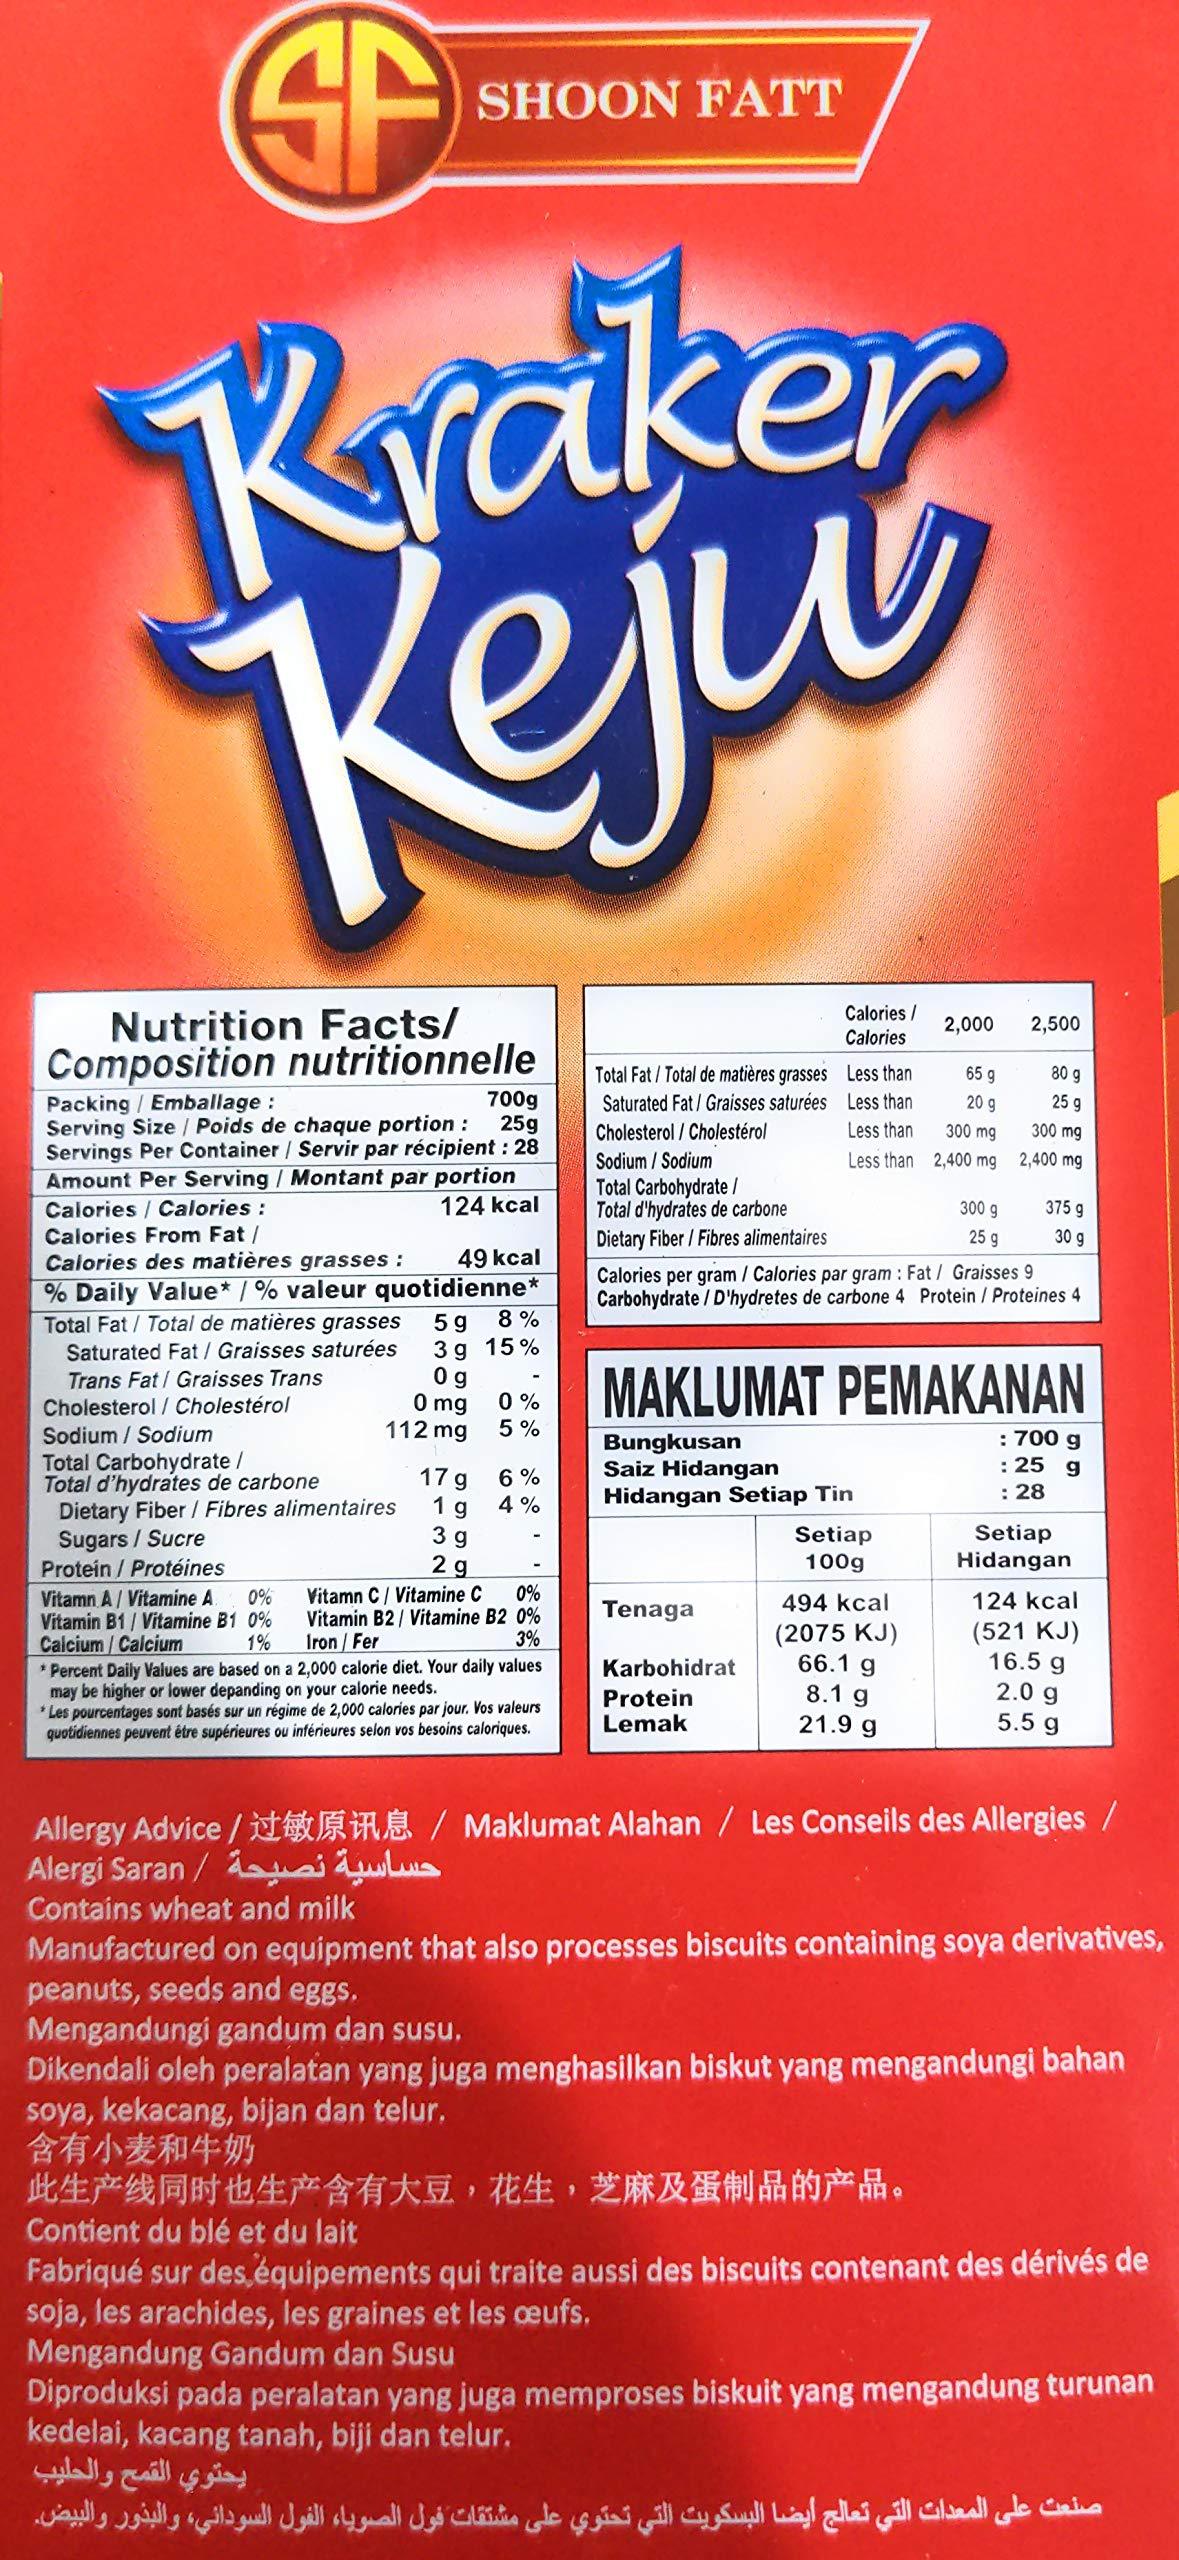 SF
SHOON FATT
Kraker
Keju
Nutrition Facts/
Composition nutritionnelle
Packing / Emballage : 700g
Serving Size / Poids de chaque portion : 25g
Servings Per Container / Servir par récipient : 28
Amount Per Serving / Montant par portion
Calories / Calories : 124 kcal
Calories From Fat /
Calories des matières grasses : 49 kcal
% Daily Value* / % valeur quotidienne*
Total Fat / Total de matières grasses 5 g 8 %
Saturated Fat / Graisses saturées 3 g 15 %
Trans Fat / Graisses Trans 0 g -
Cholesterol / Cholestérol 0 mg 0 %
Sodium / Sodium 112 mg 5 %
Total Carbohydrate /
Total d'hydrates de carbone 17 g 6 %
Dietary Fiber / Fibres alimentaires 1 g 4 %
Sugars / Sucre 3 g -
Protein / Protéines 2 g -
Vitamn A / Vitamine A 0% Vitamn C / Vitamine C 0%
Vitamin B1 / Vitamine B1 0% Vitamin B2 / Vitamine B2 0%
Calcium / Calcium 1% Iron / Fer 3%
* Percent Daily Values are based on a 2,000 calorie diet. Your daily values
may be higher or lower depanding on your calorie needs.
* Les pourcentages sont basés sur un régime de 2,000 calories par jour. Vos valeurs
quotidiennes peuvent être supérieures ou inférieures selon vos besoins caloriques.
Calories /
Calories 2,000 2,500
Total Fat / Total de matières grasses Less than 65 g 80 g
Saturated Fat / Graisses saturées Less than 20 g 25 g
Cholesterol / Cholestérol Less than 300 mg 300 mg
Sodium / Sodium Less than 2,400 mg 2,400 mg
Total Carbohydrate /
Total d'hydrates de carbone 300 g 375 g
Dietary Fiber / Fibres alimentaires 25 g 30 g
Calories per gram / Calories par gram : Fat / Graisses 9
Carbohydrate / D'hydretes de carbone 4 Protein / Proteines 4
MAKLUMAT PEMAKANAN
Bungkusan : 700 g
Saiz Hidangan : 25 g
Hidangan Setiap Tin : 28
Setiap Setiap
100g Hidangan
Tenaga 494 kcal 124 kcal
(2075 KJ) (521 KJ)
Karbohidrat 66.1 g 16.5 g
Protein 8.1 g 2.0 g
Lemak 21.9 g 5.5 g
Allergy Advice / 过敏原讯息 / Maklumat Alahan / Les Conseils des Allergies /
Alergi Saran / حساسية نصيحة
Contains wheat and milk
Manufactured on equipment that also processes biscuits containing soya derivatives,
peanuts, seeds and eggs.
Mengandungi gandum dan susu.
Dikendali oleh peralatan yang juga menghasilkan biskut yang mengandungi bahan
soya, kekacang, bijan dan telur.
含有小麦和牛奶
此生产线同时也生产含有大豆，花生，芝麻及蛋制品的产品。
Contient du blé et du lait
Fabriqué sur des équipements qui traite aussi des biscuits contenant des dérivés de
soja, les arachides, les graines et les œufs.
Mengandung Gandum dan Susu
Diproduksi pada peralatan yang juga memproses biskuit yang mengandung turunan
kedelai, kacang tanah, biji dan telur.
يحتوي القمح والحليب
صنعت على المعدات التي تعالج أيضا البسكويت التي تحتوي على مشتقات فول الصويا، الفول السوداني، والبذور والبيض.